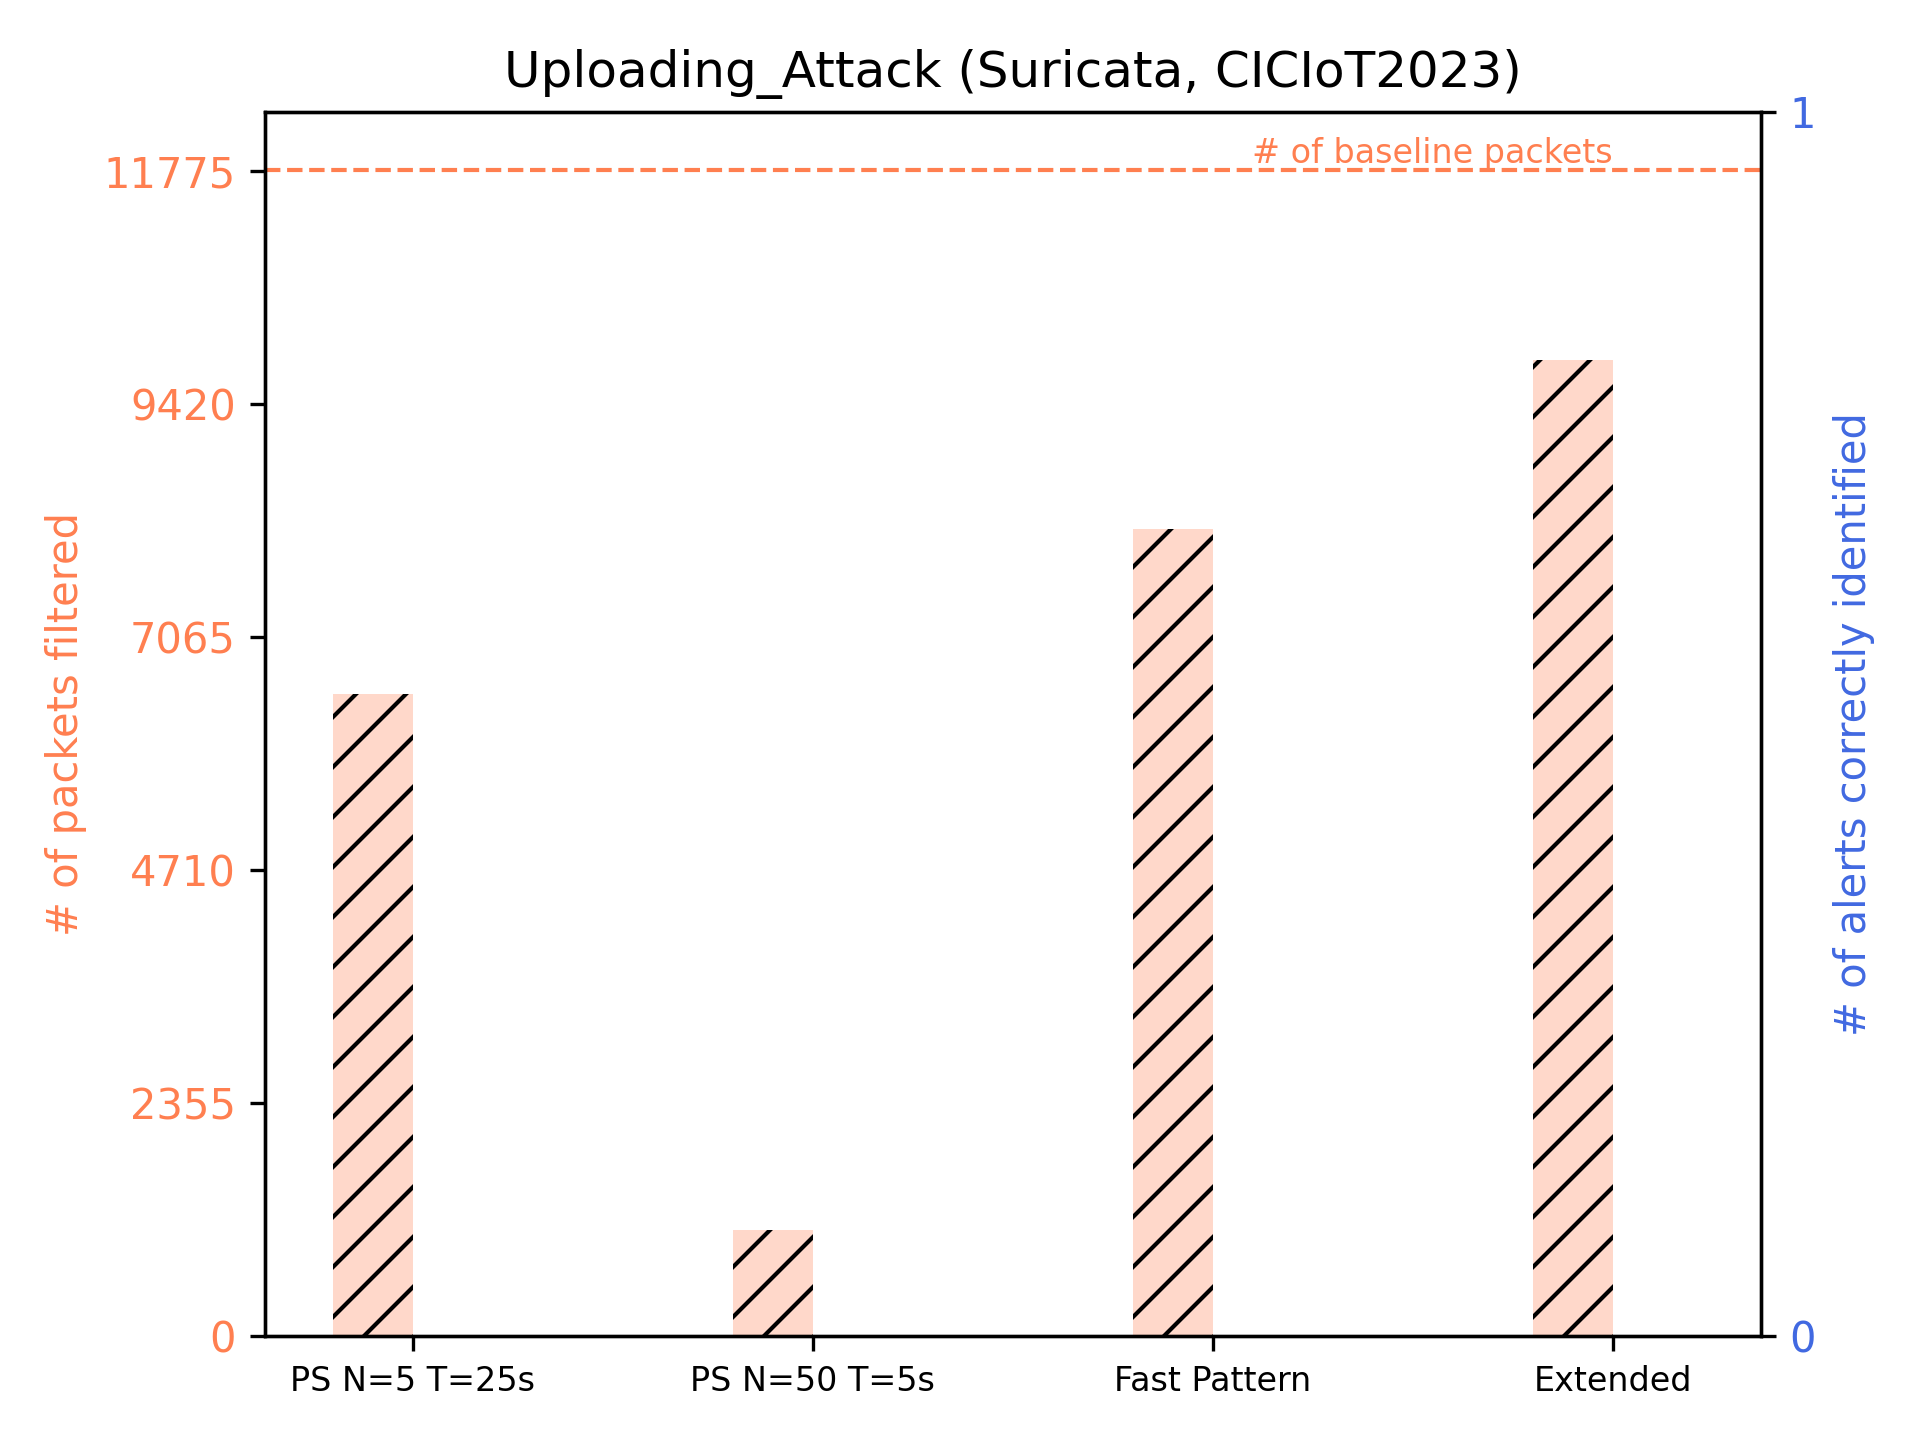 Uploading_Attack (Suricata, CICIoT2023)
# of baseline packets
# of packets filtered
11775
9420
7065
4710
2355
0
1
0
# of alerts correctly identified
PS N=5 T=25s
PS N=50 T=5s
Fast Pattern
Extended